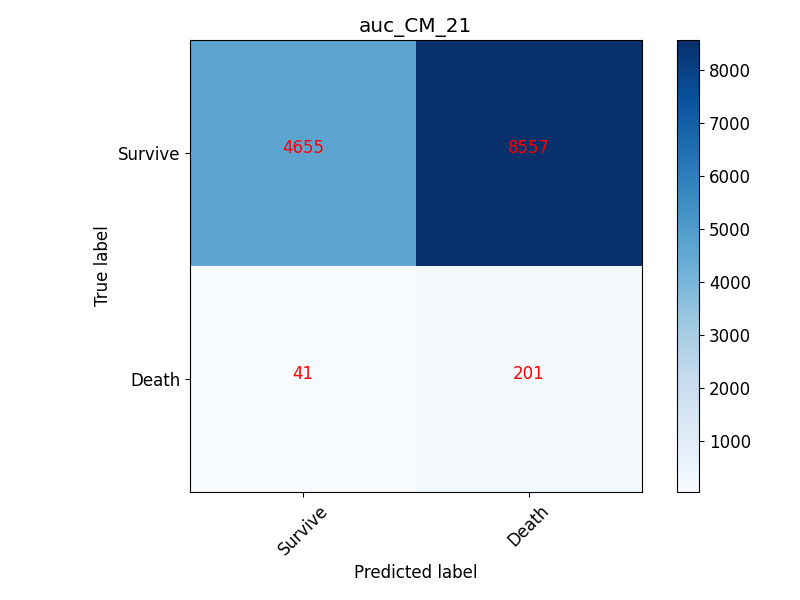 auc_CM_21
Survive
4655
8557
Death
41
201
True label
Survive
Death
Predicted label
8000
7000
6000
5000
4000
3000
2000
1000